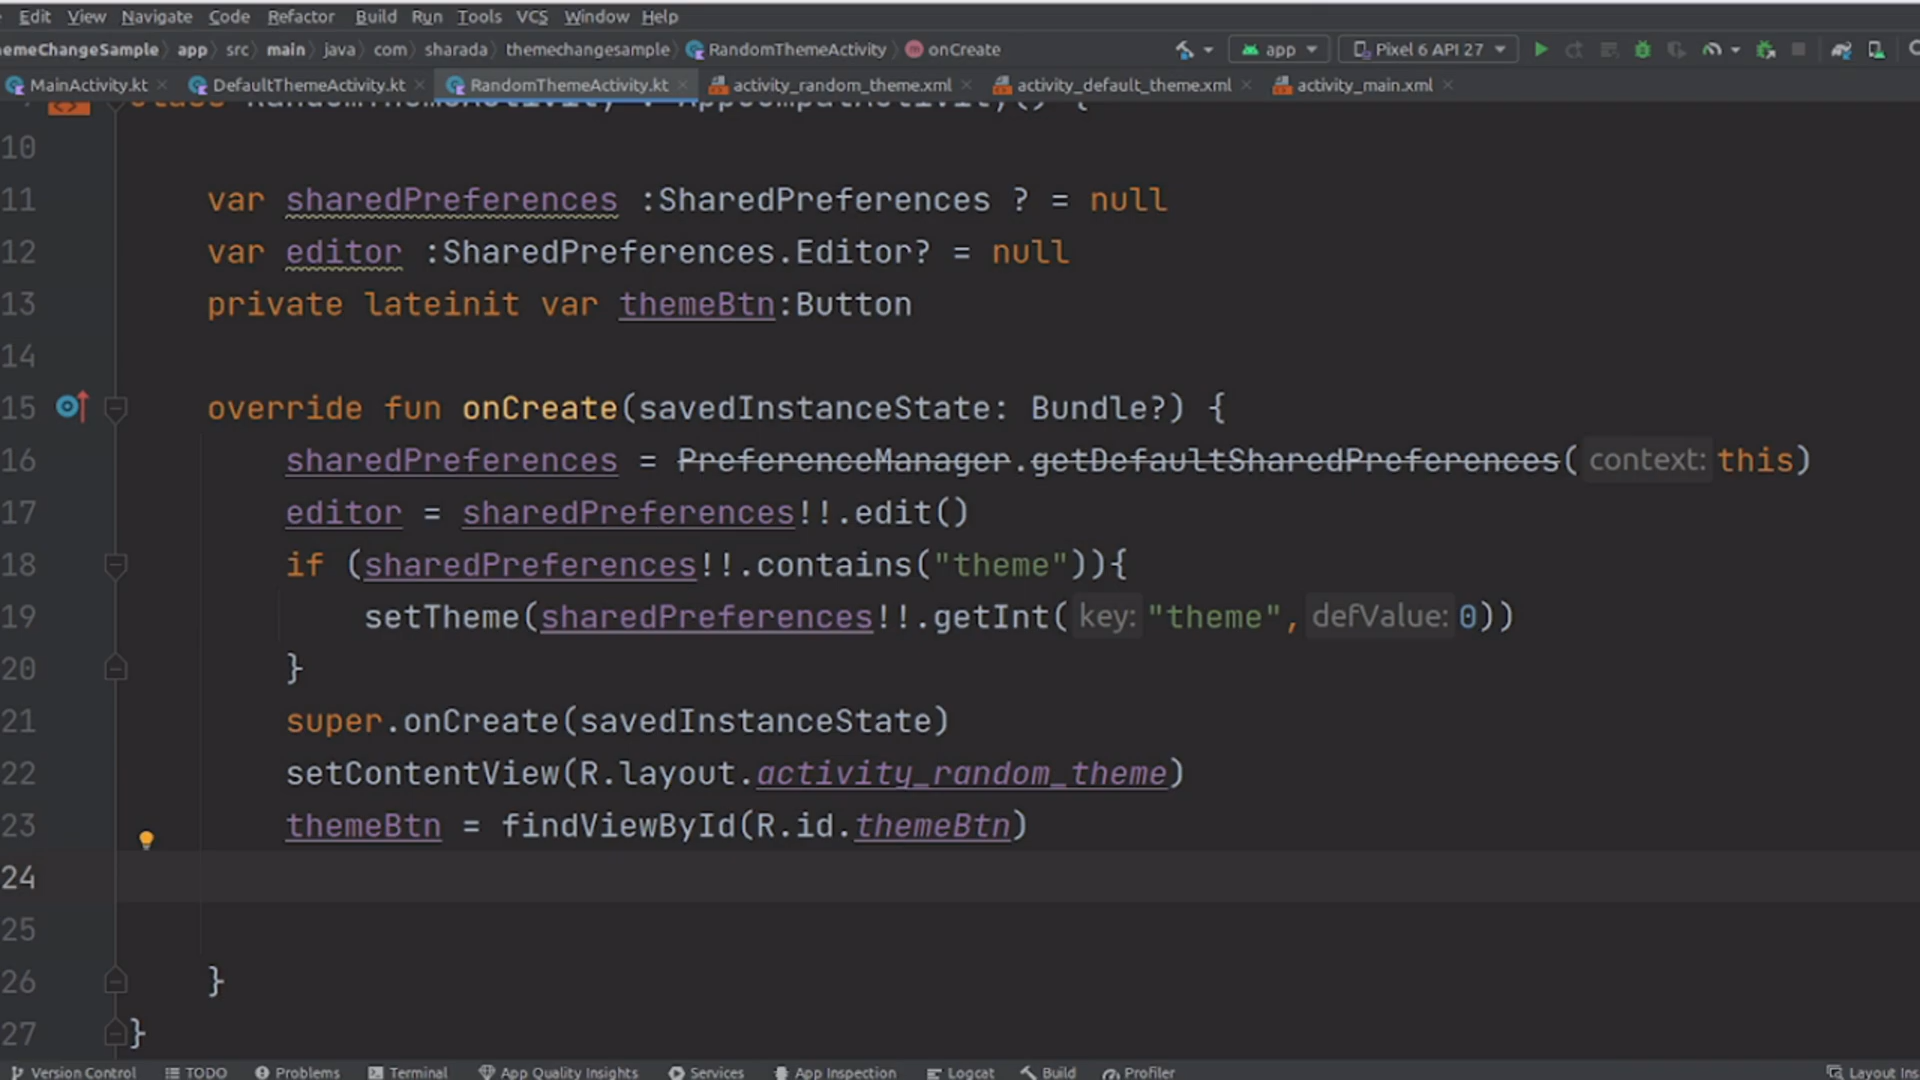 Edit View Navigate Code Refactor Build Run Tools VCS Window Help
emeChangeSample app src main java com sharada themechangesample RandomThemeActivity onCreate app Pixel 6 API 27
MainActivity.kt DefaultThemeActivity.kt RandomThemeActivity.kt activity_random_theme.xml activity_default_theme.xml activity_main.xml
class RandomThemeActivity : AppCompatActivity() {
10
11 var sharedPreferences :SharedPreferences ? = null
12 var editor :SharedPreferences.Editor? = null
13 private lateinit var themeBtn:Button
14
15 override fun onCreate(savedInstanceState: Bundle?) {
16 sharedPreferences = PreferenceManager.getDefaultSharedPreferences( context: this)
17 editor = sharedPreferences!!.edit()
18 if (sharedPreferences!!.contains("theme")){
19 setTheme(sharedPreferences!!.getInt( key: "theme", defValue: 0))
20 }
21 super.onCreate(savedInstanceState)
22 setContentView(R.layout.activity_random_theme)
23 themeBtn = findViewById(R.id.themeBtn)
24
25
26 }
27 }
Version Control TODO Problems Terminal App Quality Insights Services App Inspection Logcat Build Profiler Layout Ins